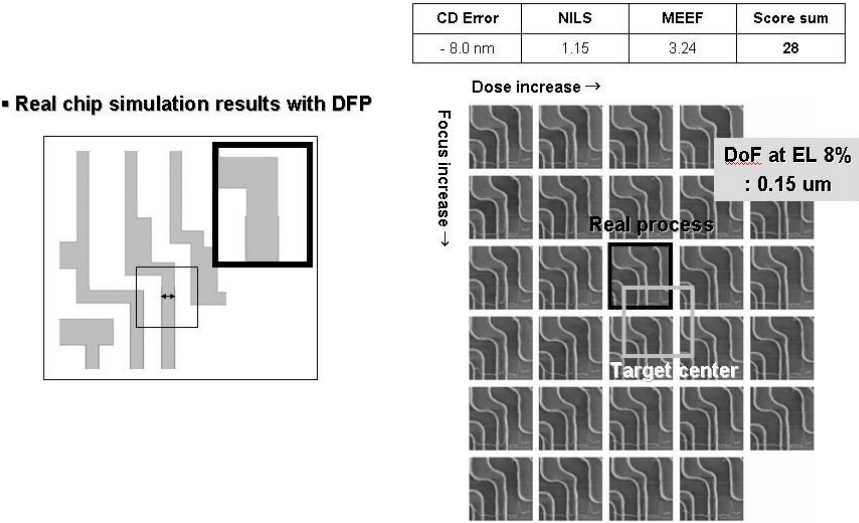 CD Error NILS MEEF Score sum
- 8.0 nm 1.15 3.24 28
▪ Real chip simulation results with DFP
Dose increase →
Focus increase →
DoF at EL 8%
: 0.15 um
Real process
Target center